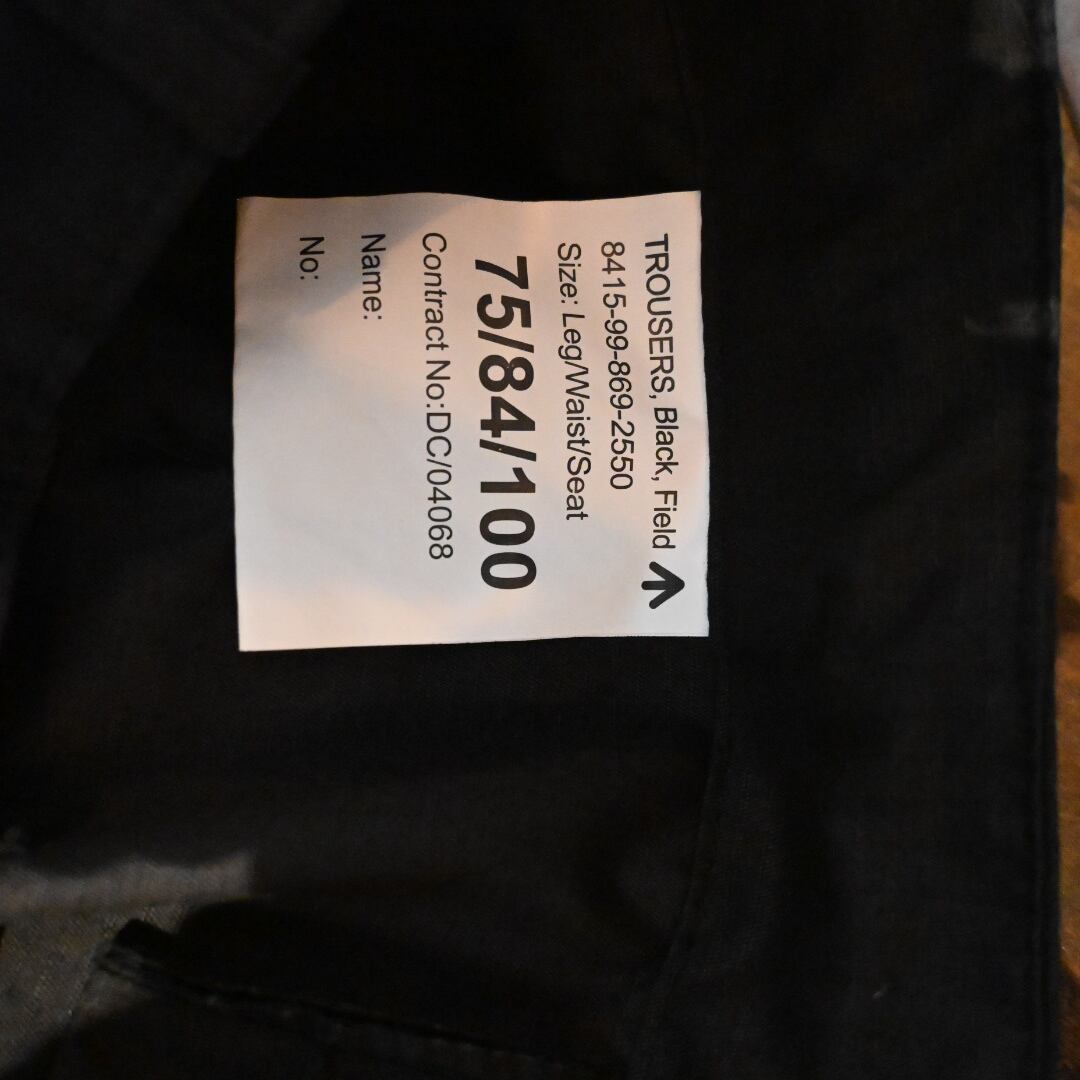 TROUSERS, Black, Field
8415-99-869-2550
Size: Leg/Waist/Seat
75/84/100
Contract No:DC/04068
Name:
No: